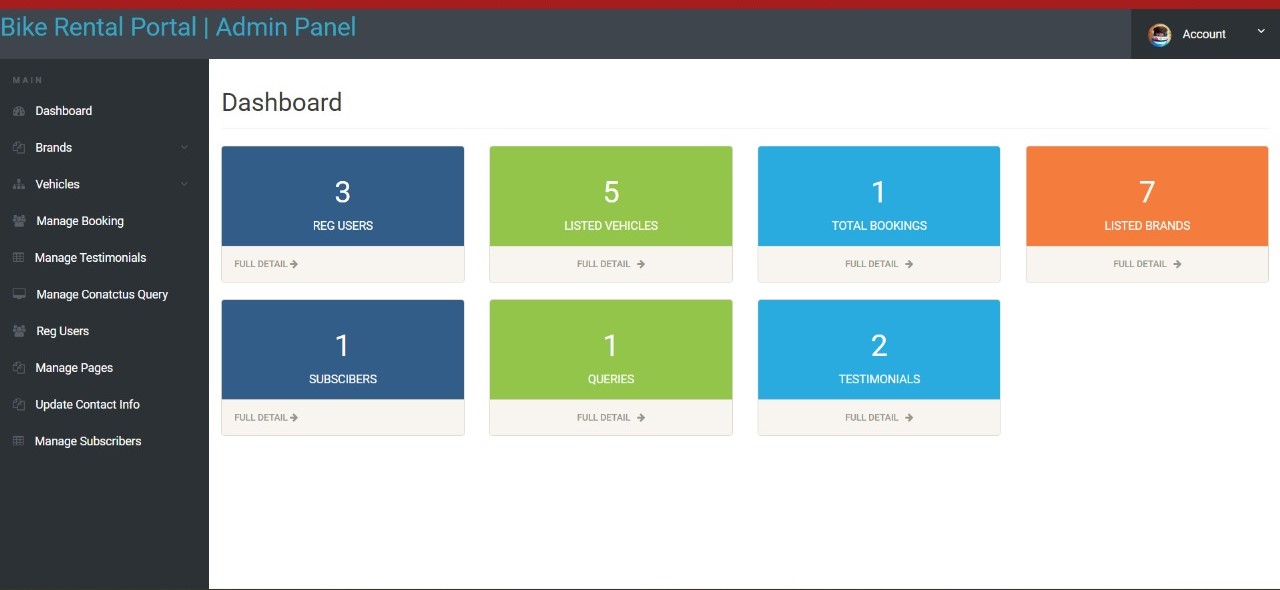 Bike Rental Portal | Admin Panel
Account
MAIN
Dashboard
Brands
Vehicles
Manage Booking
Manage Testimonials
Manage Conatctus Query
Reg Users
Manage Pages
Update Contact Info
Manage Subscribers
Dashboard
3
REG USERS
FULL DETAIL
5
LISTED VEHICLES
FULL DETAIL
1
TOTAL BOOKINGS
FULL DETAIL
7
LISTED BRANDS
FULL DETAIL
1
SUBSCIBERS
FULL DETAIL
1
QUERIES
FULL DETAIL
2
TESTIMONIALS
FULL DETAIL